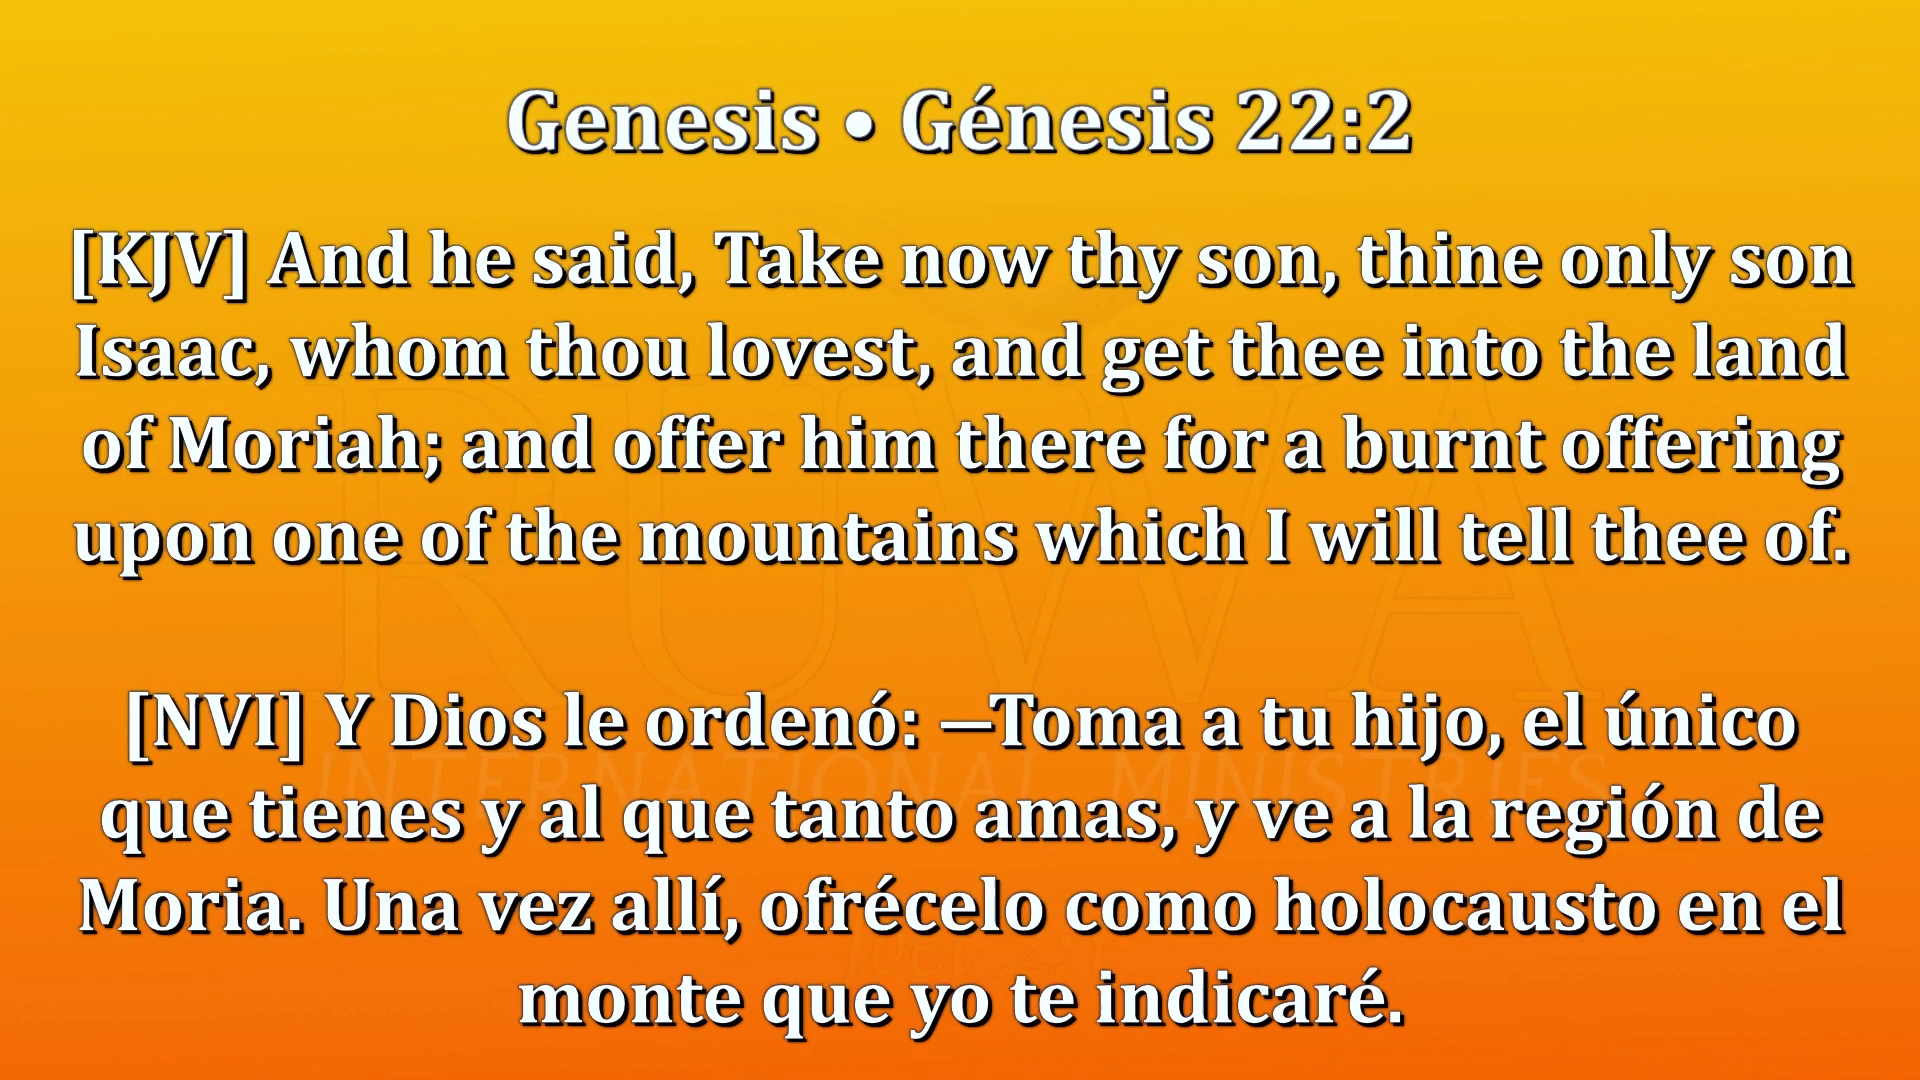 Genesis • Génesis 22:2
[KJV] And he said, Take now thy son, thine only son
Isaac, whom thou lovest, and get thee into the land
of Moriah; and offer him there for a burnt offering
upon one of the mountains which I will tell thee of.
RUWA
[NVI] Y Dios le ordenó: —Toma a tu hijo, el único
INTERNATIONAL MINISTRIES
que tienes y al que tanto amas, y ve a la región de
Moria. Una vez allí, ofrécelo como holocausto en el
monte que yo te indicaré.